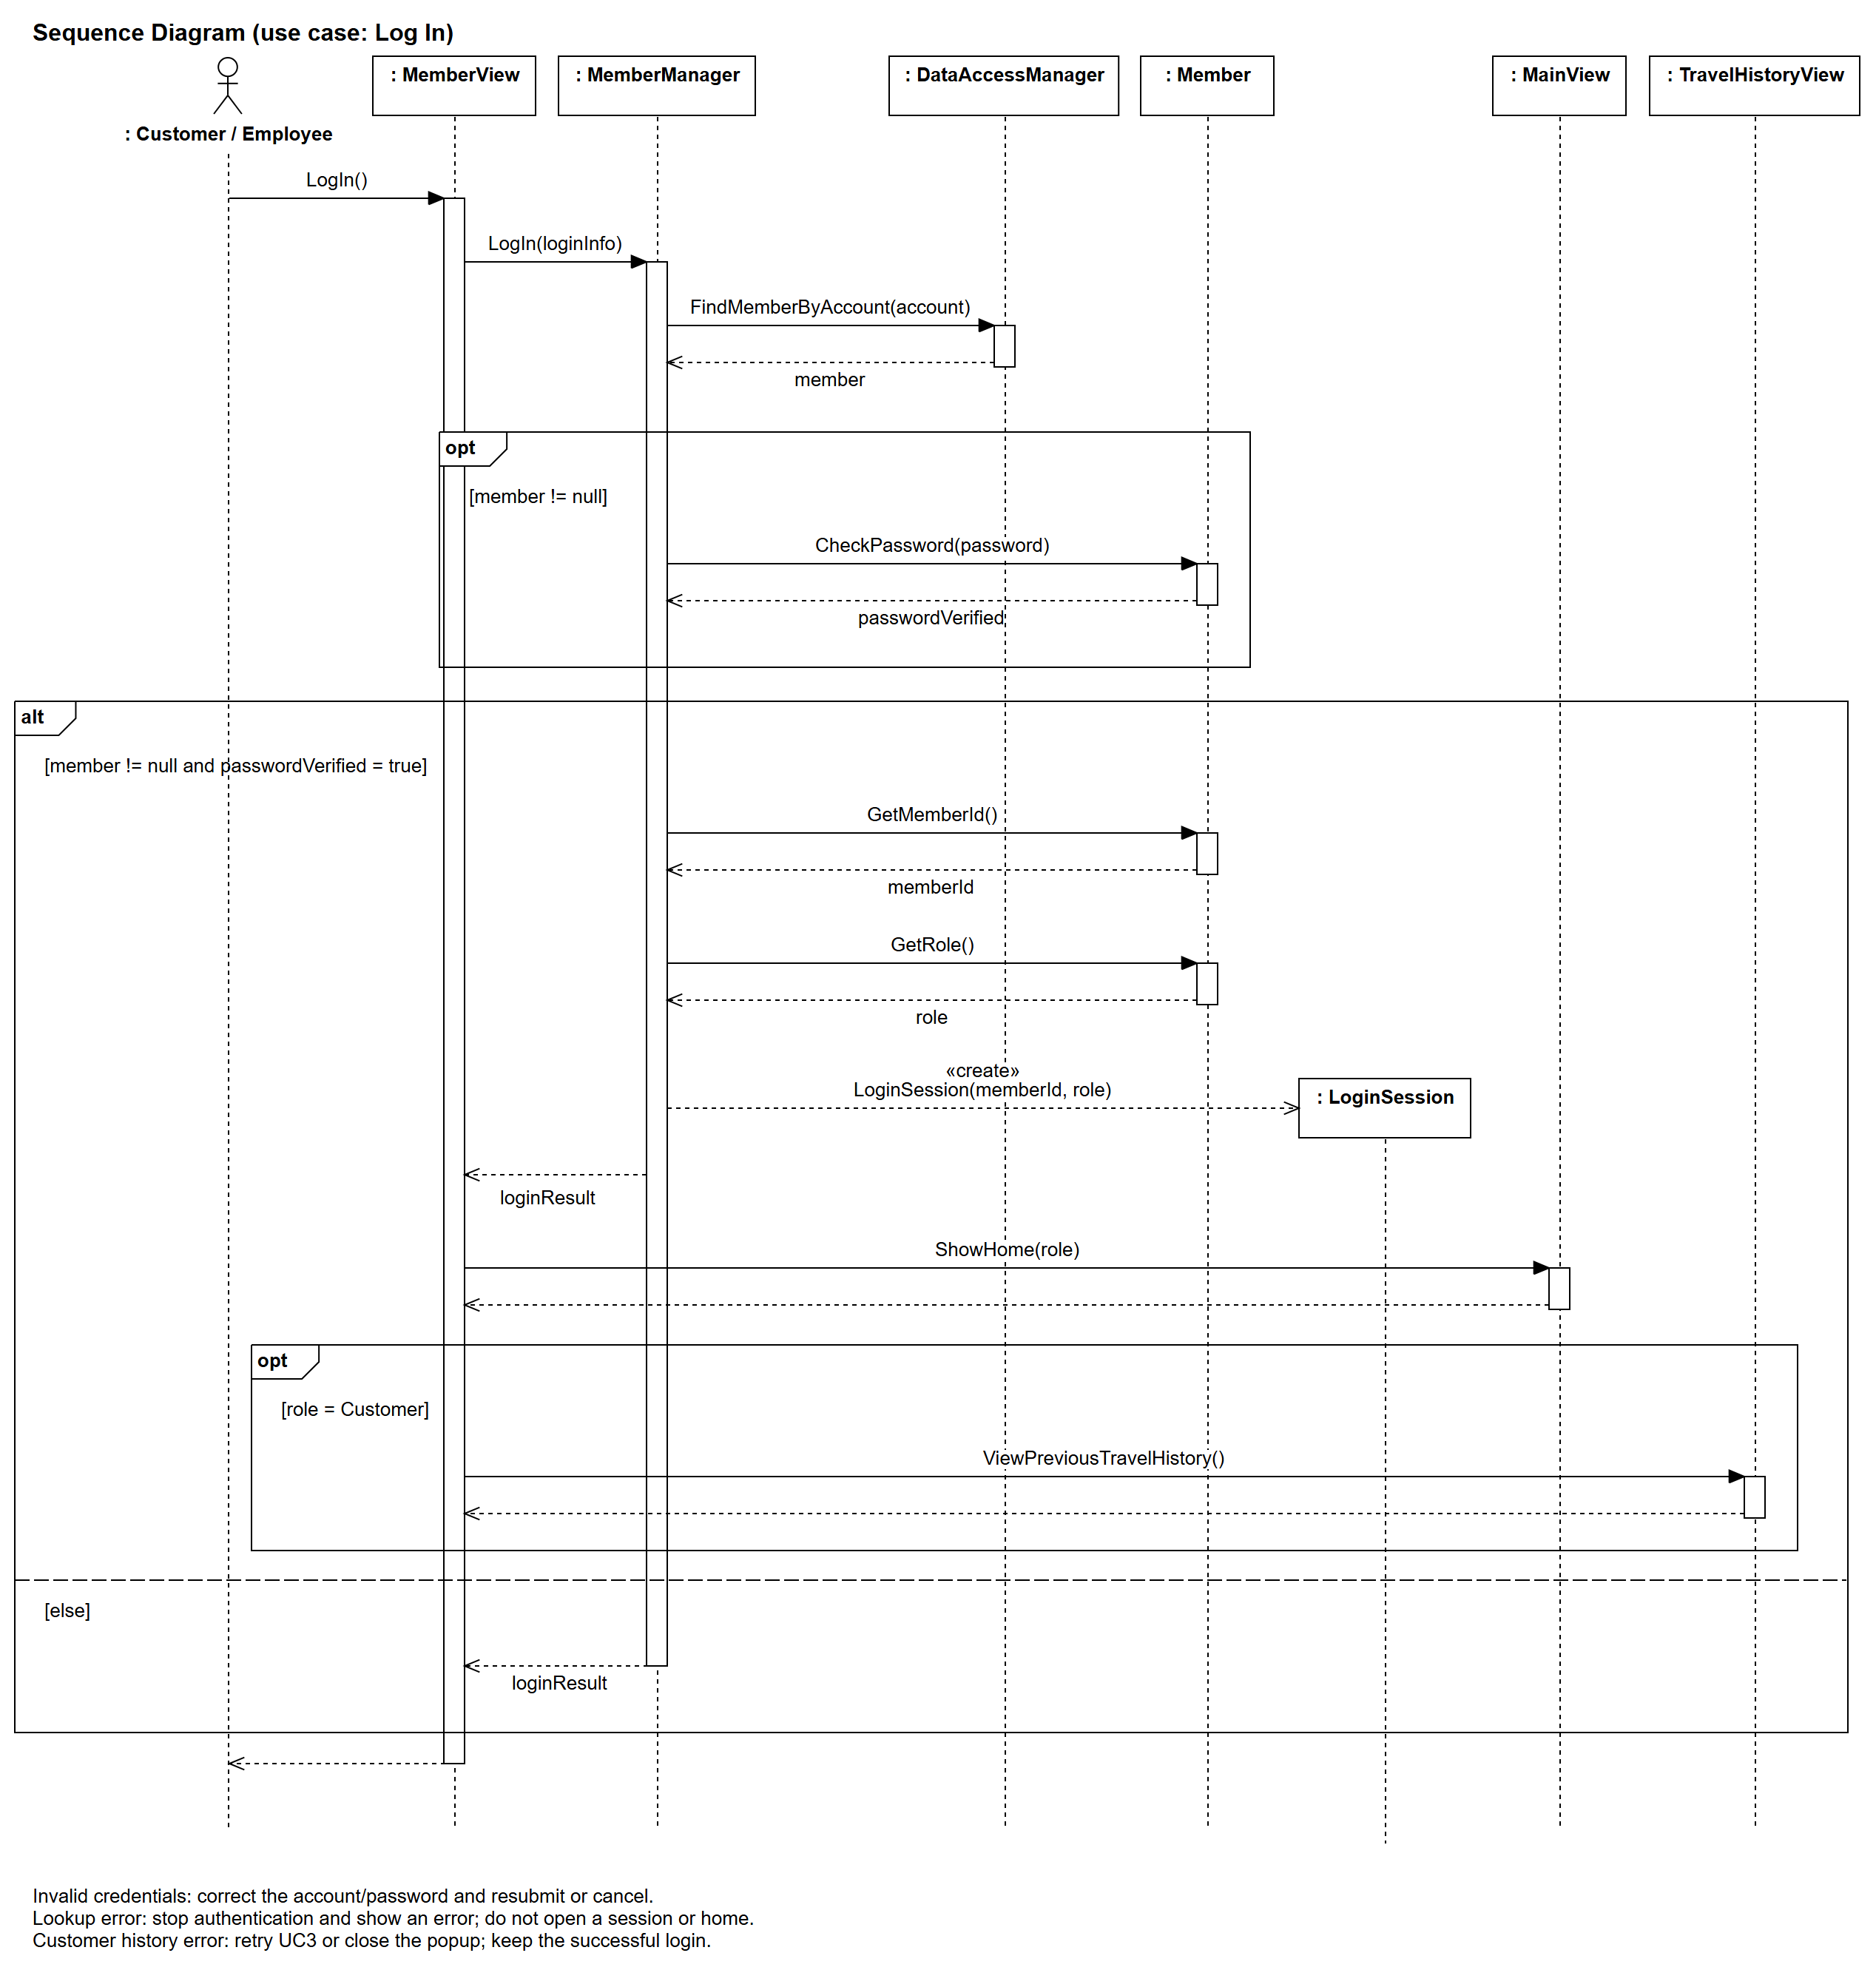 Sequence Diagram (use case: Log In)
: Customer / Employee
: MemberView
: MemberManager
: DataAccessManager
: Member
: MainView
: TravelHistoryView
LogIn()
LogIn(loginInfo)
FindMemberByAccount(account)
member
opt
[member != null]
CheckPassword(password)
passwordVerified
alt
[member != null and passwordVerified = true]
GetMemberId()
memberId
GetRole()
role
«create»
LoginSession(memberId, role)
: LoginSession
loginResult
ShowHome(role)
opt
[role = Customer]
ViewPreviousTravelHistory()
[else]
loginResult
Invalid credentials: correct the account/password and resubmit or cancel.
Lookup error: stop authentication and show an error; do not open a session or home.
Customer history error: retry UC3 or close the popup; keep the successful login.